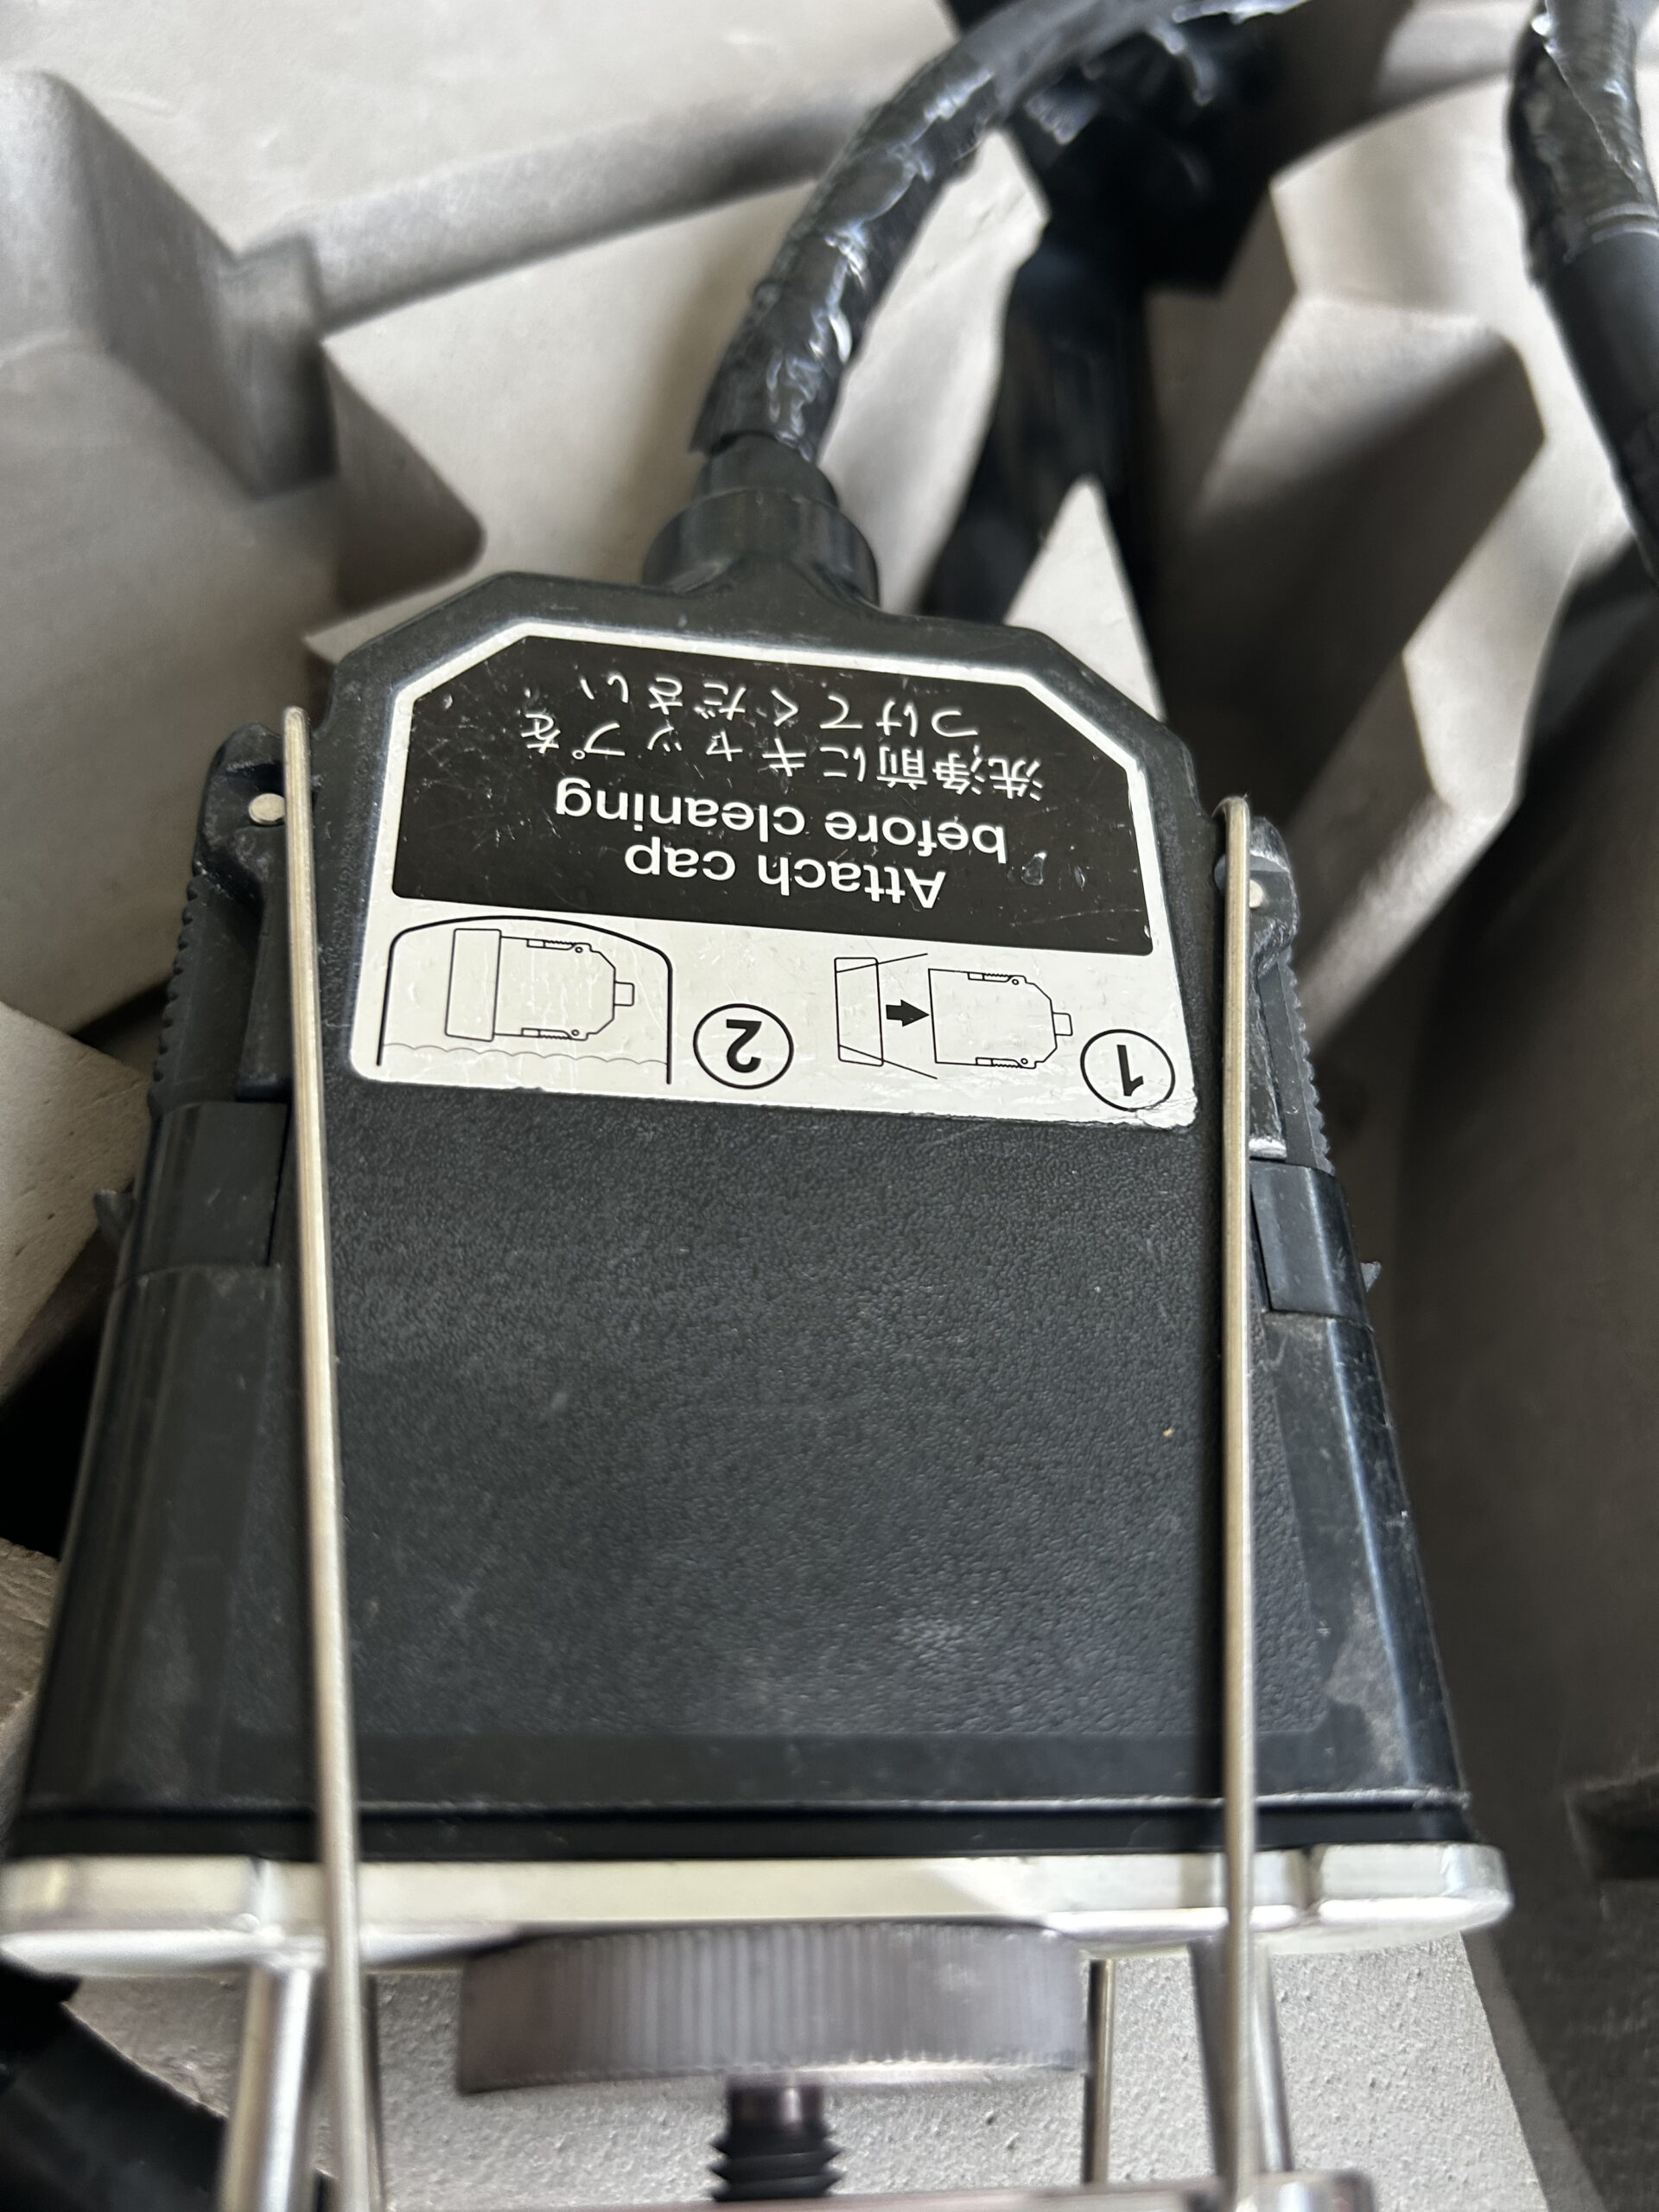 1
2
Attach cap
before cleaning
洗浄前にキャップを
つけてください